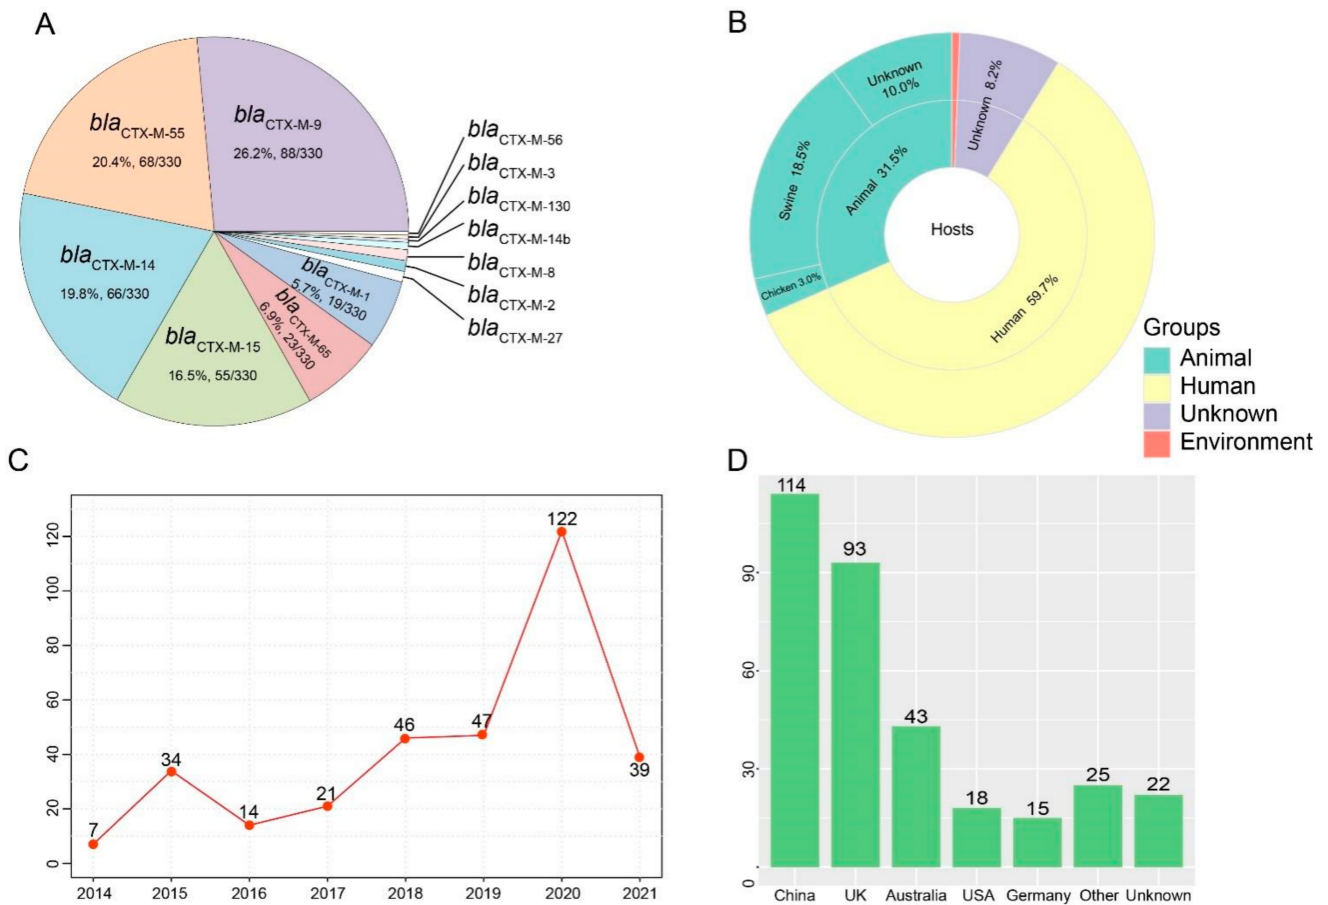 A
blaCTX-M-55
20.4%, 68/330
blaCTX-M-9
26.2%, 88/330
blaCTX-M-14
19.8%, 66/330
blaCTX-M-15
16.5%, 55/330
blaCTX-M-65
6.9%, 23/330
blaCTX-M-1
5.7%, 19/330
blaCTX-M-56
blaCTX-M-3
blaCTX-M-130
blaCTX-M-14b
blaCTX-M-8
blaCTX-M-2
blaCTX-M-27
B
Unknown
10.0%
Unknown 8.2%
Swine 18.5%
Animal 31.5%
Chicken 3.0%
Hosts
Human 59.7%
Groups
Animal
Human
Unknown
Environment
C
120
100
80
60
40
20
0
7
34
14
21
46
47
122
39
2014 2015 2016 2017 2018 2019 2020 2021
D
90
60
30
0
114
93
43
18
15
25
22
China UK Australia USA Germany Other Unknown